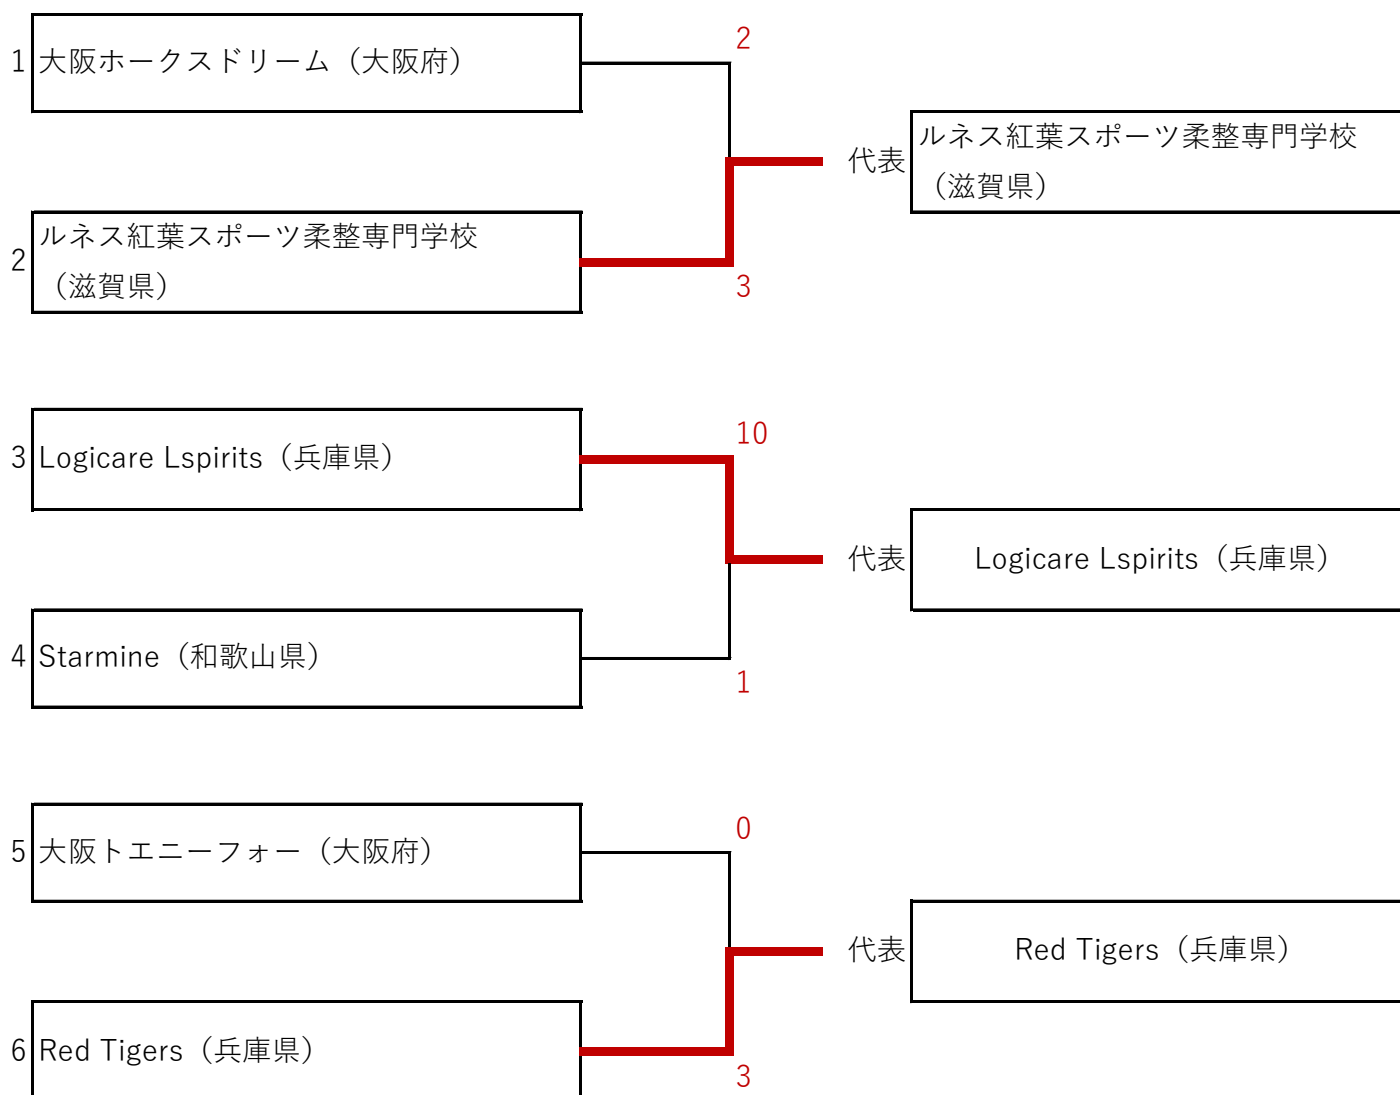 1 大阪ホークスドリーム（大阪府）
2
代表
ルネス紅葉スポーツ柔整専門学校
（滋賀県）
2
ルネス紅葉スポーツ柔整専門学校
（滋賀県）
3
3 Logicare Lspirits（兵庫県）
10
代表 Logicare Lspirits（兵庫県）
4 Starmine（和歌山県）
1
5 大阪トエニーフォー（大阪府）
0
代表 Red Tigers（兵庫県）
6 Red Tigers（兵庫県）
3